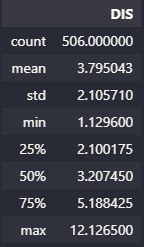 DIS
count 506.000000
mean 3.795043
std 2.105710
min 1.129600
25% 2.100175
50% 3.207450
75% 5.188425
max 12.126500